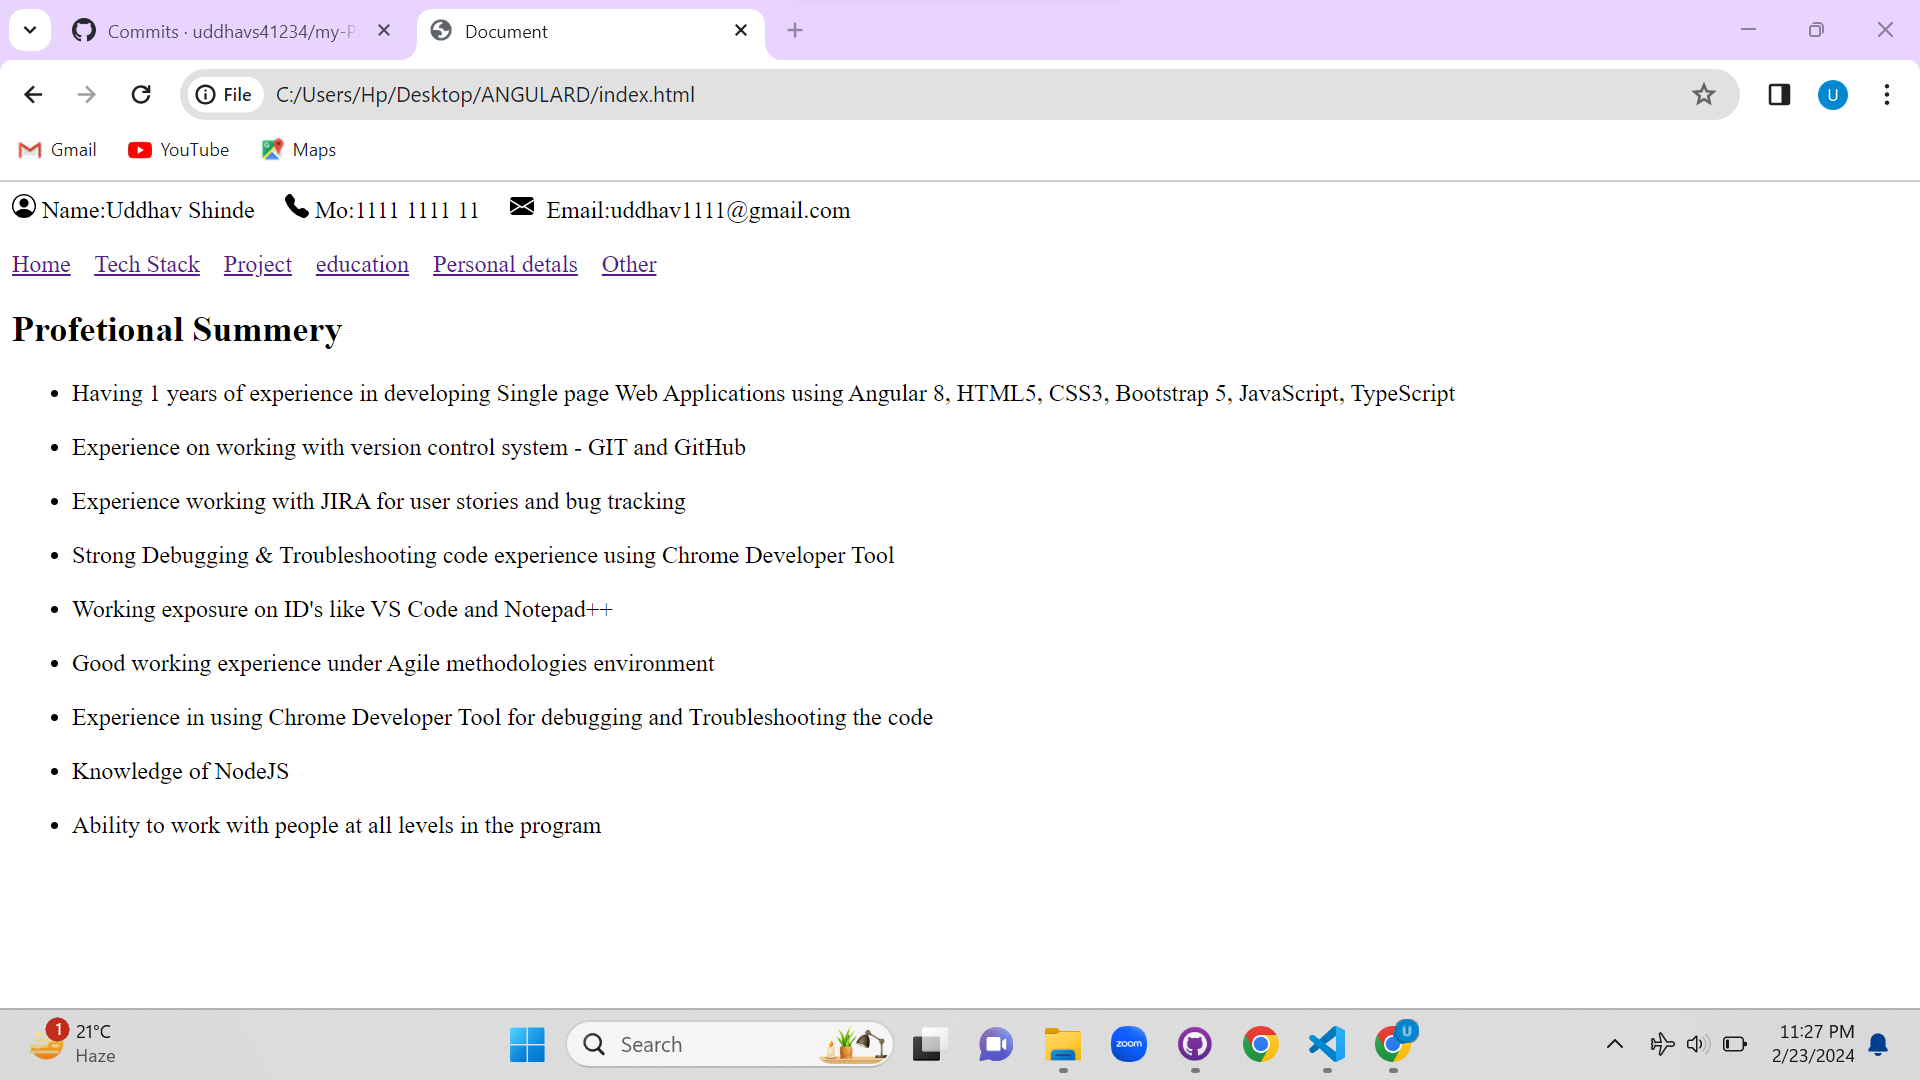 Commits · uddhavs41234/my-P
Document
File
C:/Users/Hp/Desktop/ANGULARD/index.html
U
Gmail
YouTube
Maps
Name:Uddhav Shinde Mo:1111 1111 11 Email:uddhav1111@gmail.com
Home Tech Stack Project education Personal detals Other
Profetional Summery
• Having 1 years of experience in developing Single page Web Applications using Angular 8, HTML5, CSS3, Bootstrap 5, JavaScript, TypeScript
• Experience on working with version control system - GIT and GitHub
• Experience working with JIRA for user stories and bug tracking
• Strong Debugging & Troubleshooting code experience using Chrome Developer Tool
• Working exposure on ID's like VS Code and Notepad++
• Good working experience under Agile methodologies environment
• Experience in using Chrome Developer Tool for debugging and Troubleshooting the code
• Knowledge of NodeJS
• Ability to work with people at all levels in the program
1
21°C
Haze
Search
zoom
U
11:27 PM
2/23/2024